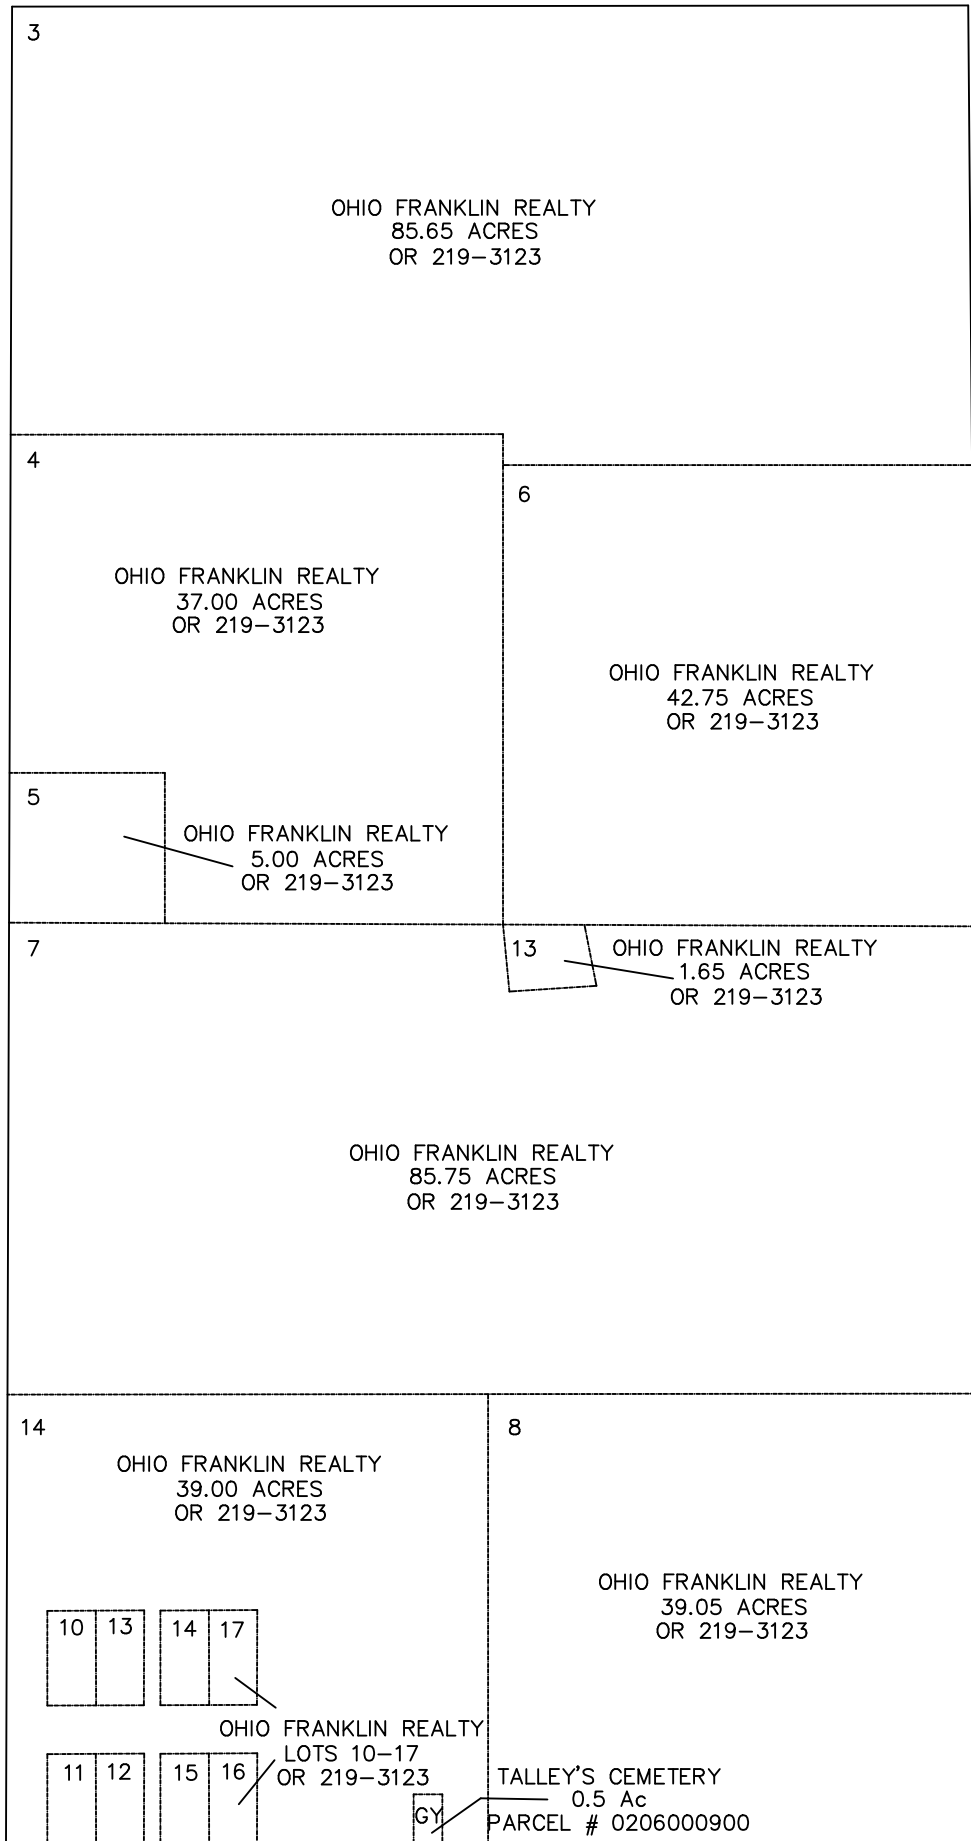 3
OHIO FRANKLIN REALTY
85.65 ACRES
OR 219-3123
4
OHIO FRANKLIN REALTY
37.00 ACRES
OR 219-3123
6
OHIO FRANKLIN REALTY
42.75 ACRES
OR 219-3123
5
OHIO FRANKLIN REALTY
5.00 ACRES
OR 219-3123
7
13
OHIO FRANKLIN REALTY
1.65 ACRES
OR 219-3123
OHIO FRANKLIN REALTY
85.75 ACRES
OR 219-3123
14
OHIO FRANKLIN REALTY
39.00 ACRES
OR 219-3123
8
OHIO FRANKLIN REALTY
39.05 ACRES
OR 219-3123
10 13 14 17
OHIO FRANKLIN REALTY
LOTS 10-17
OR 219-3123
11 12 15 16
GY
TALLEY'S CEMETERY
0.5 Ac
PARCEL # 0206000900